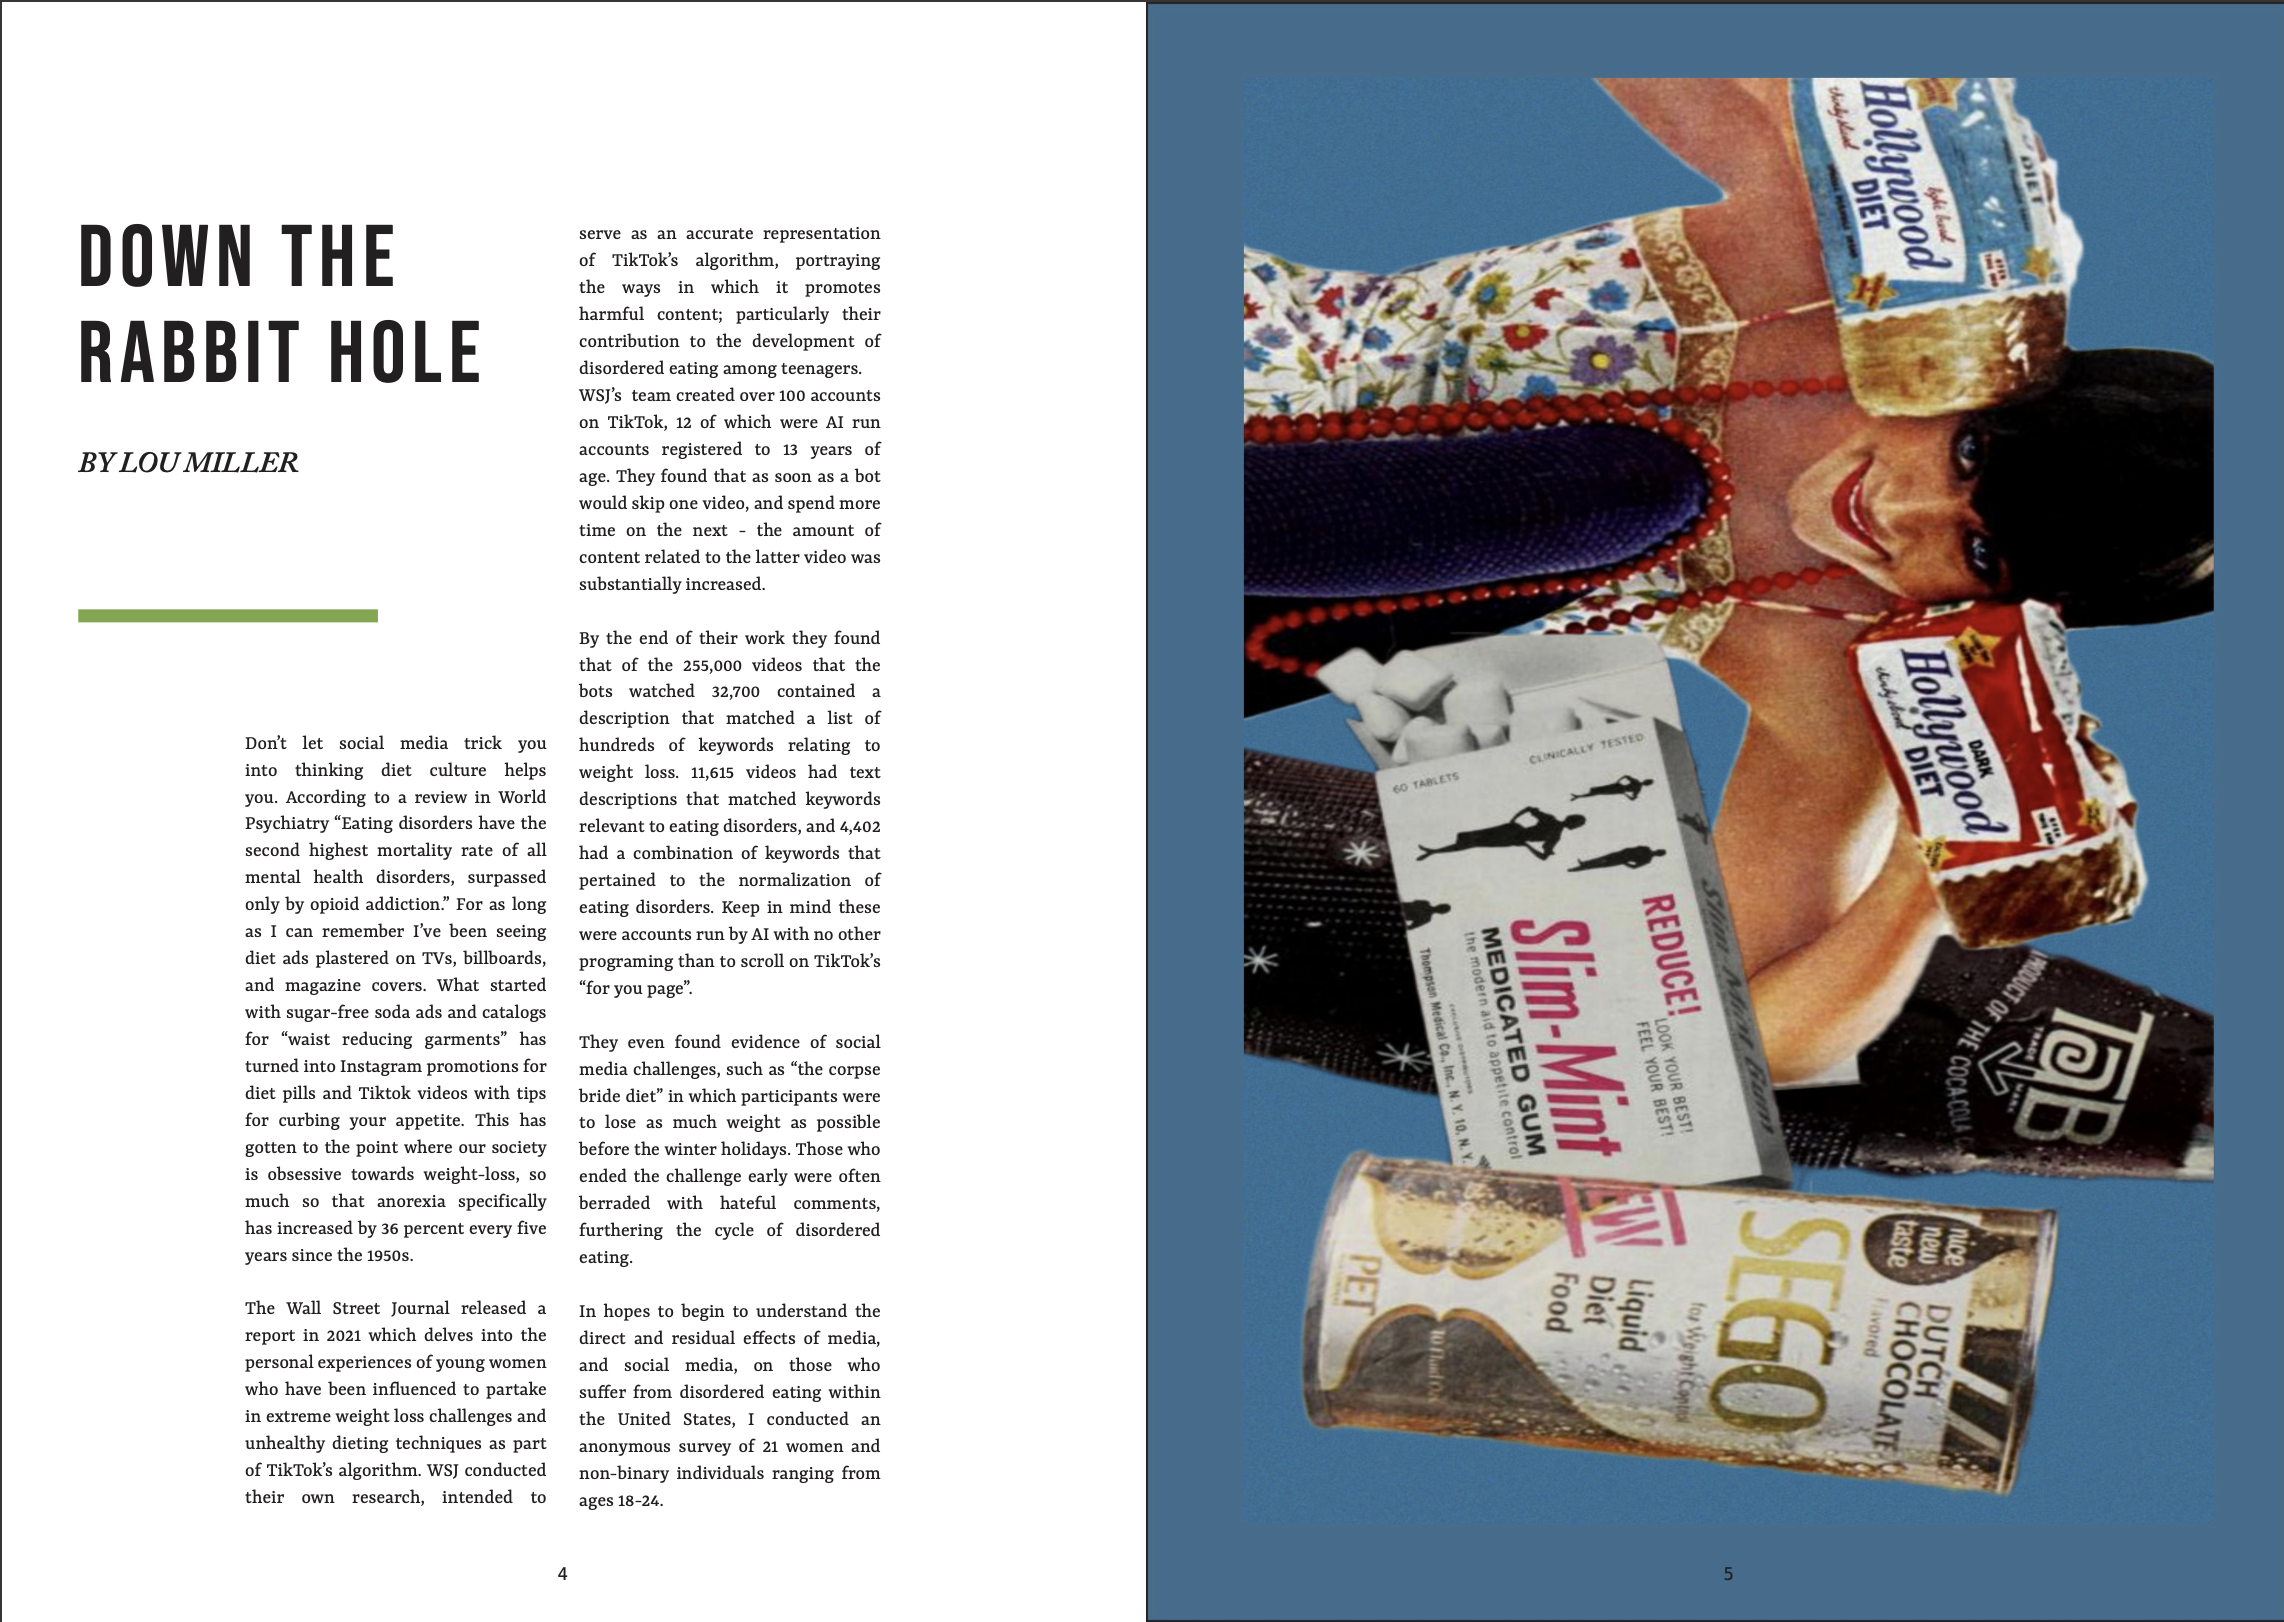 DOWN THE
RABBIT HOLE
BY LOU MILLER
Don’t let social media trick you
into thinking diet culture helps
you. According to a review in World
Psychiatry “Eating disorders have the
second highest mortality rate of all
mental health disorders, surpassed
only by opioid addiction.” For as long
as I can remember I’ve been seeing
diet ads plastered on TVs, billboards,
and magazine covers. What started
with sugar-free soda ads and catalogs
for “waist reducing garments” has
turned into Instagram promotions for
diet pills and Tiktok videos with tips
for curbing your appetite. This has
gotten to the point where our society
is obsessive towards weight-loss, so
much so that anorexia specifically
has increased by 36 percent every five
years since the 1950s.
The Wall Street Journal released a
report in 2021 which delves into the
personal experiences of young women
who have been influenced to partake
in extreme weight loss challenges and
unhealthy dieting techniques as part
of TikTok’s algorithm. WSJ conducted
their own research, intended to
serve as an accurate representation
of TikTok’s algorithm, portraying
the ways in which it promotes
harmful content; particularly their
contribution to the development of
disordered eating among teenagers.
WSJ’s team created over 100 accounts
on TikTok, 12 of which were AI run
accounts registered to 13 years of
age. They found that as soon as a bot
would skip one video, and spend more
time on the next - the amount of
content related to the latter video was
substantially increased.
By the end of their work they found
that of the 255,000 videos that the
bots watched 32,700 contained a
description that matched a list of
hundreds of keywords relating to
weight loss. 11,615 videos had text
descriptions that matched keywords
relevant to eating disorders, and 4,402
had a combination of keywords that
pertained to the normalization of
eating disorders. Keep in mind these
were accounts run by AI with no other
programing than to scroll on TikTok’s
“for you page”.
They even found evidence of social
media challenges, such as “the corpse
bride diet” in which participants were
to lose as much weight as possible
before the winter holidays. Those who
ended the challenge early were often
berraded with hateful comments,
furthering the cycle of disordered
eating.
In hopes to begin to understand the
direct and residual effects of media,
and social media, on those who
suffer from disordered eating within
the United States, I conducted an
anonymous survey of 21 women and
non-binary individuals ranging from
ages 18-24.
4
Hollywood
DIET
light bread
thinly sliced
DIET
DARK
Hollywood
DIET
thinly sliced
60 TABLETS
CLINICALLY TESTED
REDUCE!
LOOK YOUR BEST!
FEEL YOUR BEST!
Slim-Mint
MEDICATED GUM
the modern aid to appetite control
Thompson Medical Co., Inc., N. Y. 10, N. Y.
Slim-Mint Gum
PRODUCT OF THE COCA-COLA
TaB
TRADE MARK
nice
new
taste
DUTCH
CHOCOLATE
Flavored
SEGO
for Weight Control
Liquid
Diet
Food
PET
10 Fluid Oz.
5